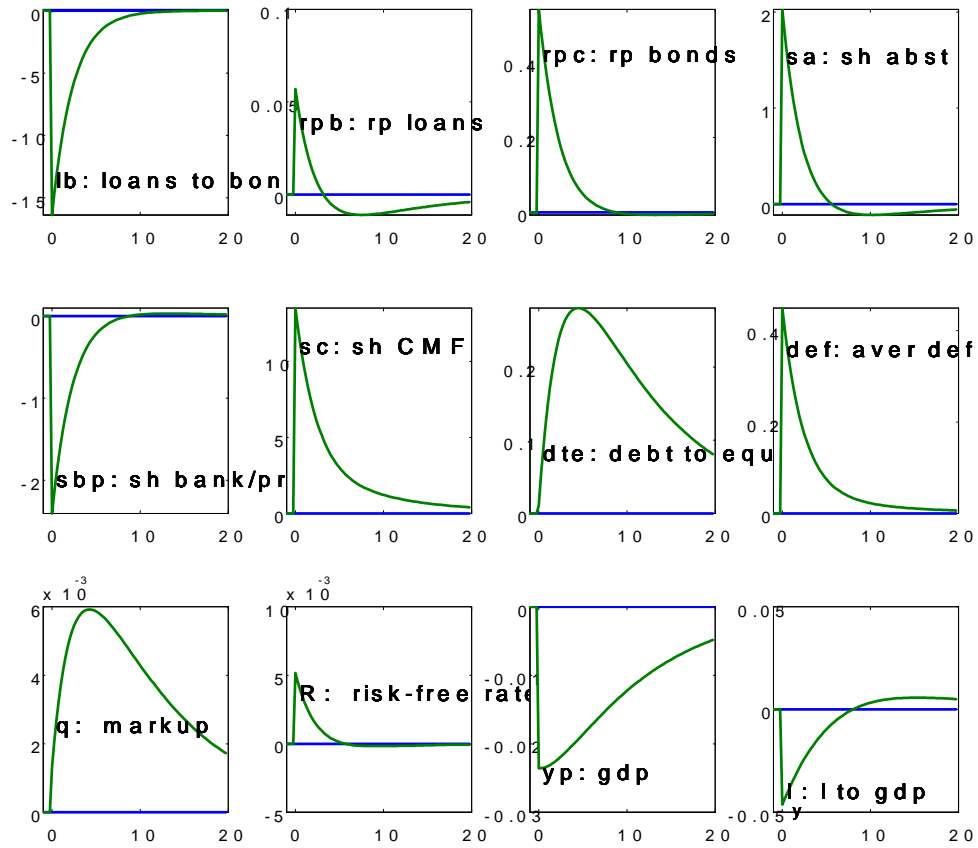 0
-5
-10
-15
lb: loans to bon
0 10 20
0.1
0.05
0
rpb: rp loans
0 10 20
0.4
0.2
0
rpc: rp bonds
0 10 20
2
1
0
sa: sh abst
0 10 20
0
-1
-2
sbp: sh bank/pr
0 10 20
10
5
0
sc: sh CMF
0 10 20
0.2
0.1
0
dte: debt to equ
0 10 20
0.4
0.2
0
def: aver def
0 10 20
x 10^-3
6
4
2
0
q: markup
0 10 20
x 10^-3
10
5
0
-5
R: risk-free rate
0 10 20
0
-0.01
-0.02
-0.03
yp: gdp
0 10 20
0.05
0
-0.05
l_y: l to gdp
0 10 20